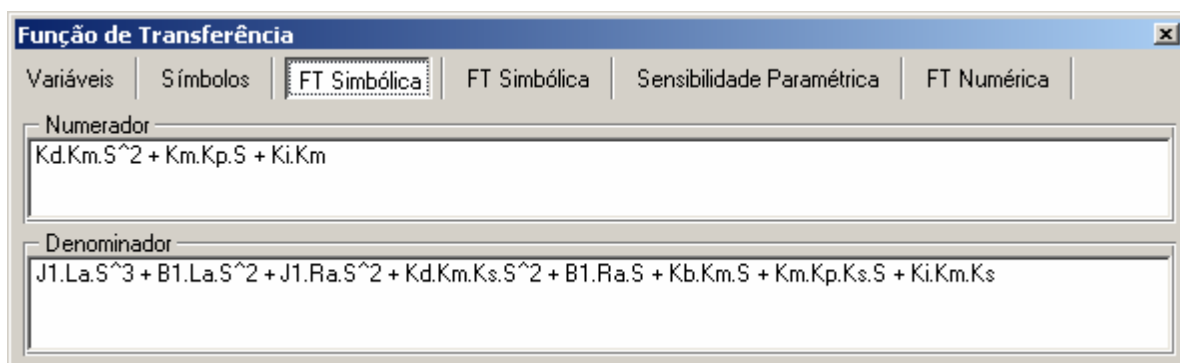 Função de Transferência
Variáveis Símbolos FT Simbólica FT Simbólica Sensibilidade Paramétrica FT Numérica
Numerador
Kd.Km.S^2 + Km.Kp.S + Ki.Km
Denominador
J1.La.S^3 + B1.La.S^2 + J1.Ra.S^2 + Kd.Km.Ks.S^2 + B1.Ra.S + Kb.Km.S + Km.Kp.Ks.S + Ki.Km.Ks